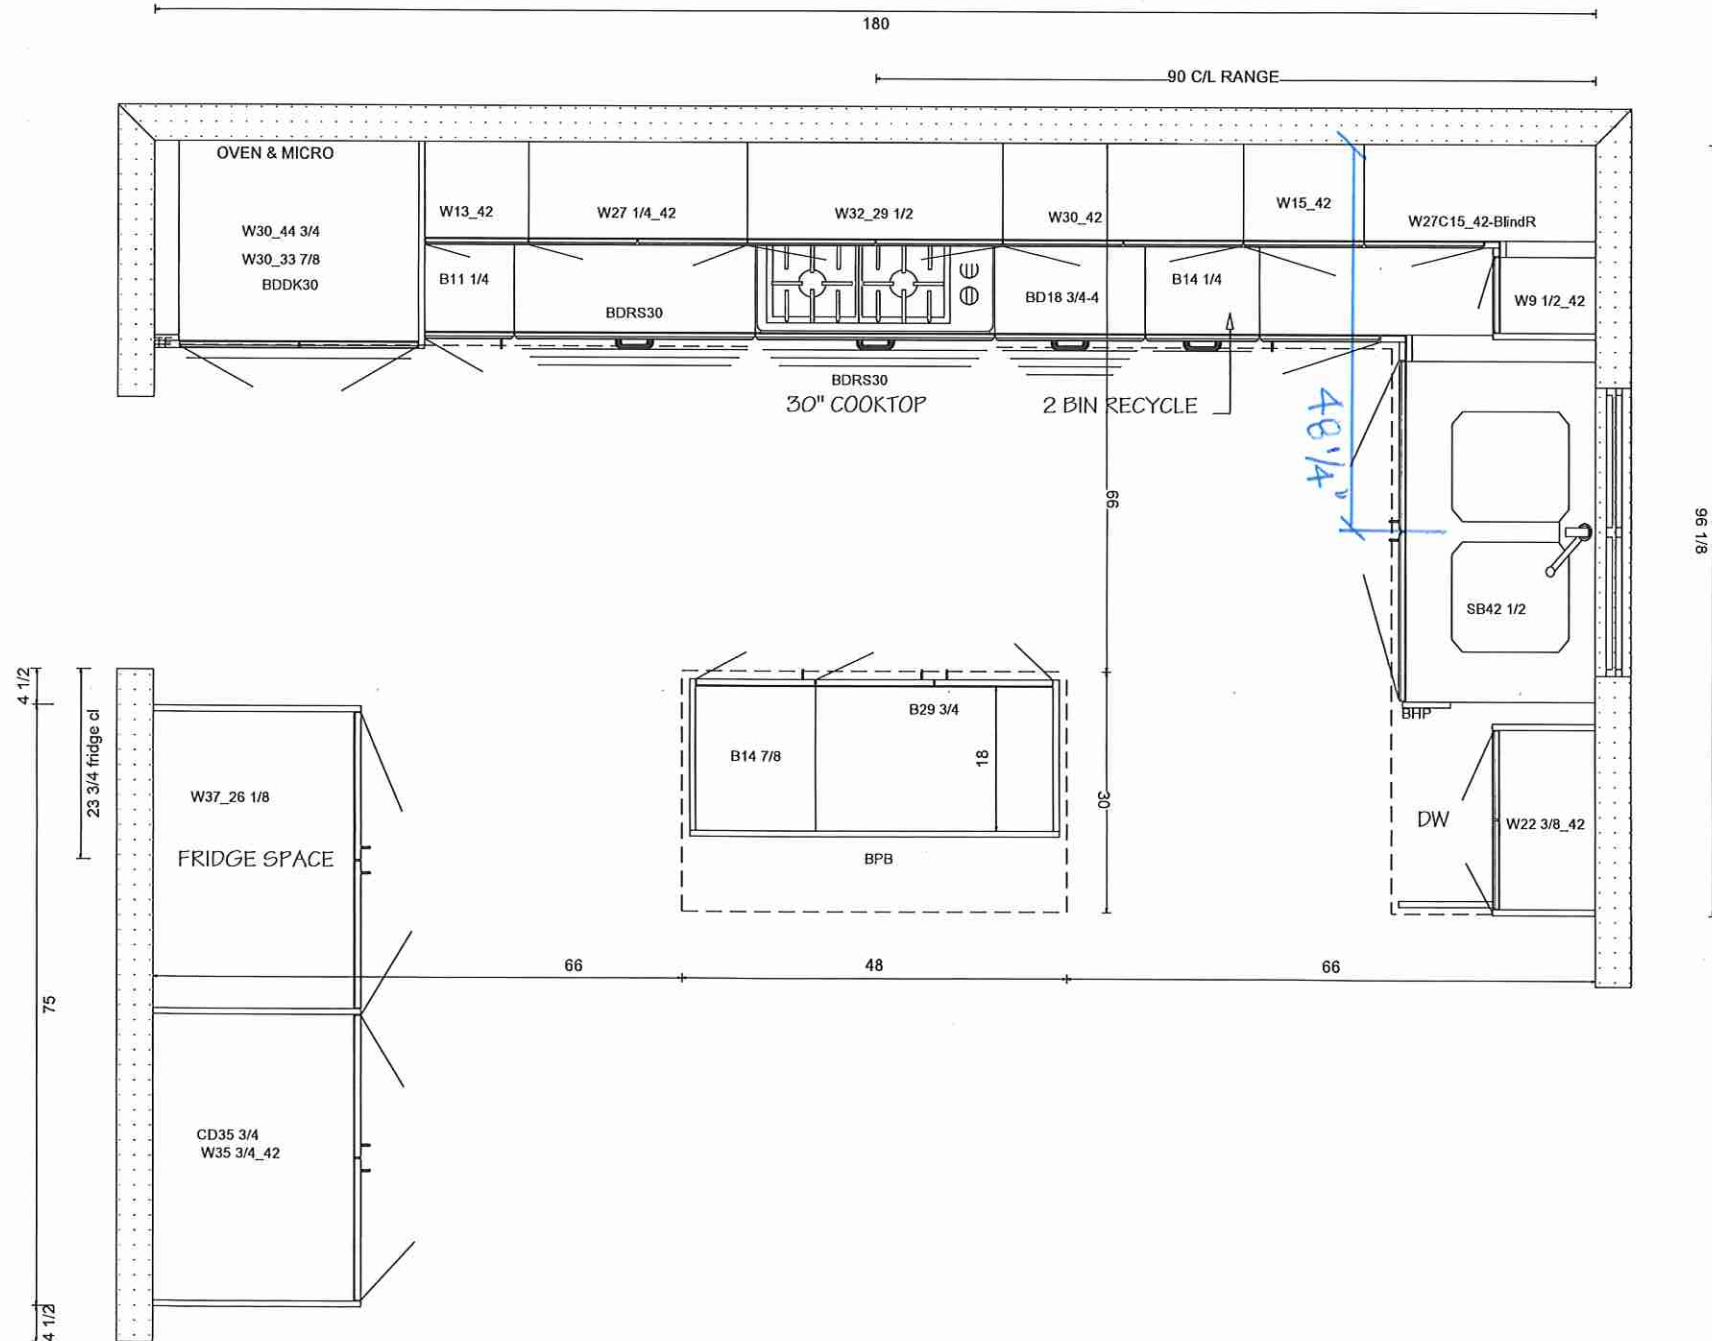 180
90 C/L RANGE
OVEN & MICRO
W30_44 3/4
W30_33 7/8
BDDK30
W13_42
W27 1/4_42
W32_29 1/2
W30_42
W15_42
W27C15_42-BlindR
B11 1/4
BDRS30
BD18 3/4-4
B14 1/4
W9 1/2_42
BDRS30
30" COOKTOP
2 BIN RECYCLE
48 1/4"
66
96 1/8
SB42 1/2
4 1/2
23 3/4 fridge cl
BHP
B29 3/4
B14 7/8
18
30
W37_26 1/8
FRIDGE SPACE
BPB
DW
W22 3/8_42
66
48
66
75
CD35 3/4
W35 3/4_42
4 1/2